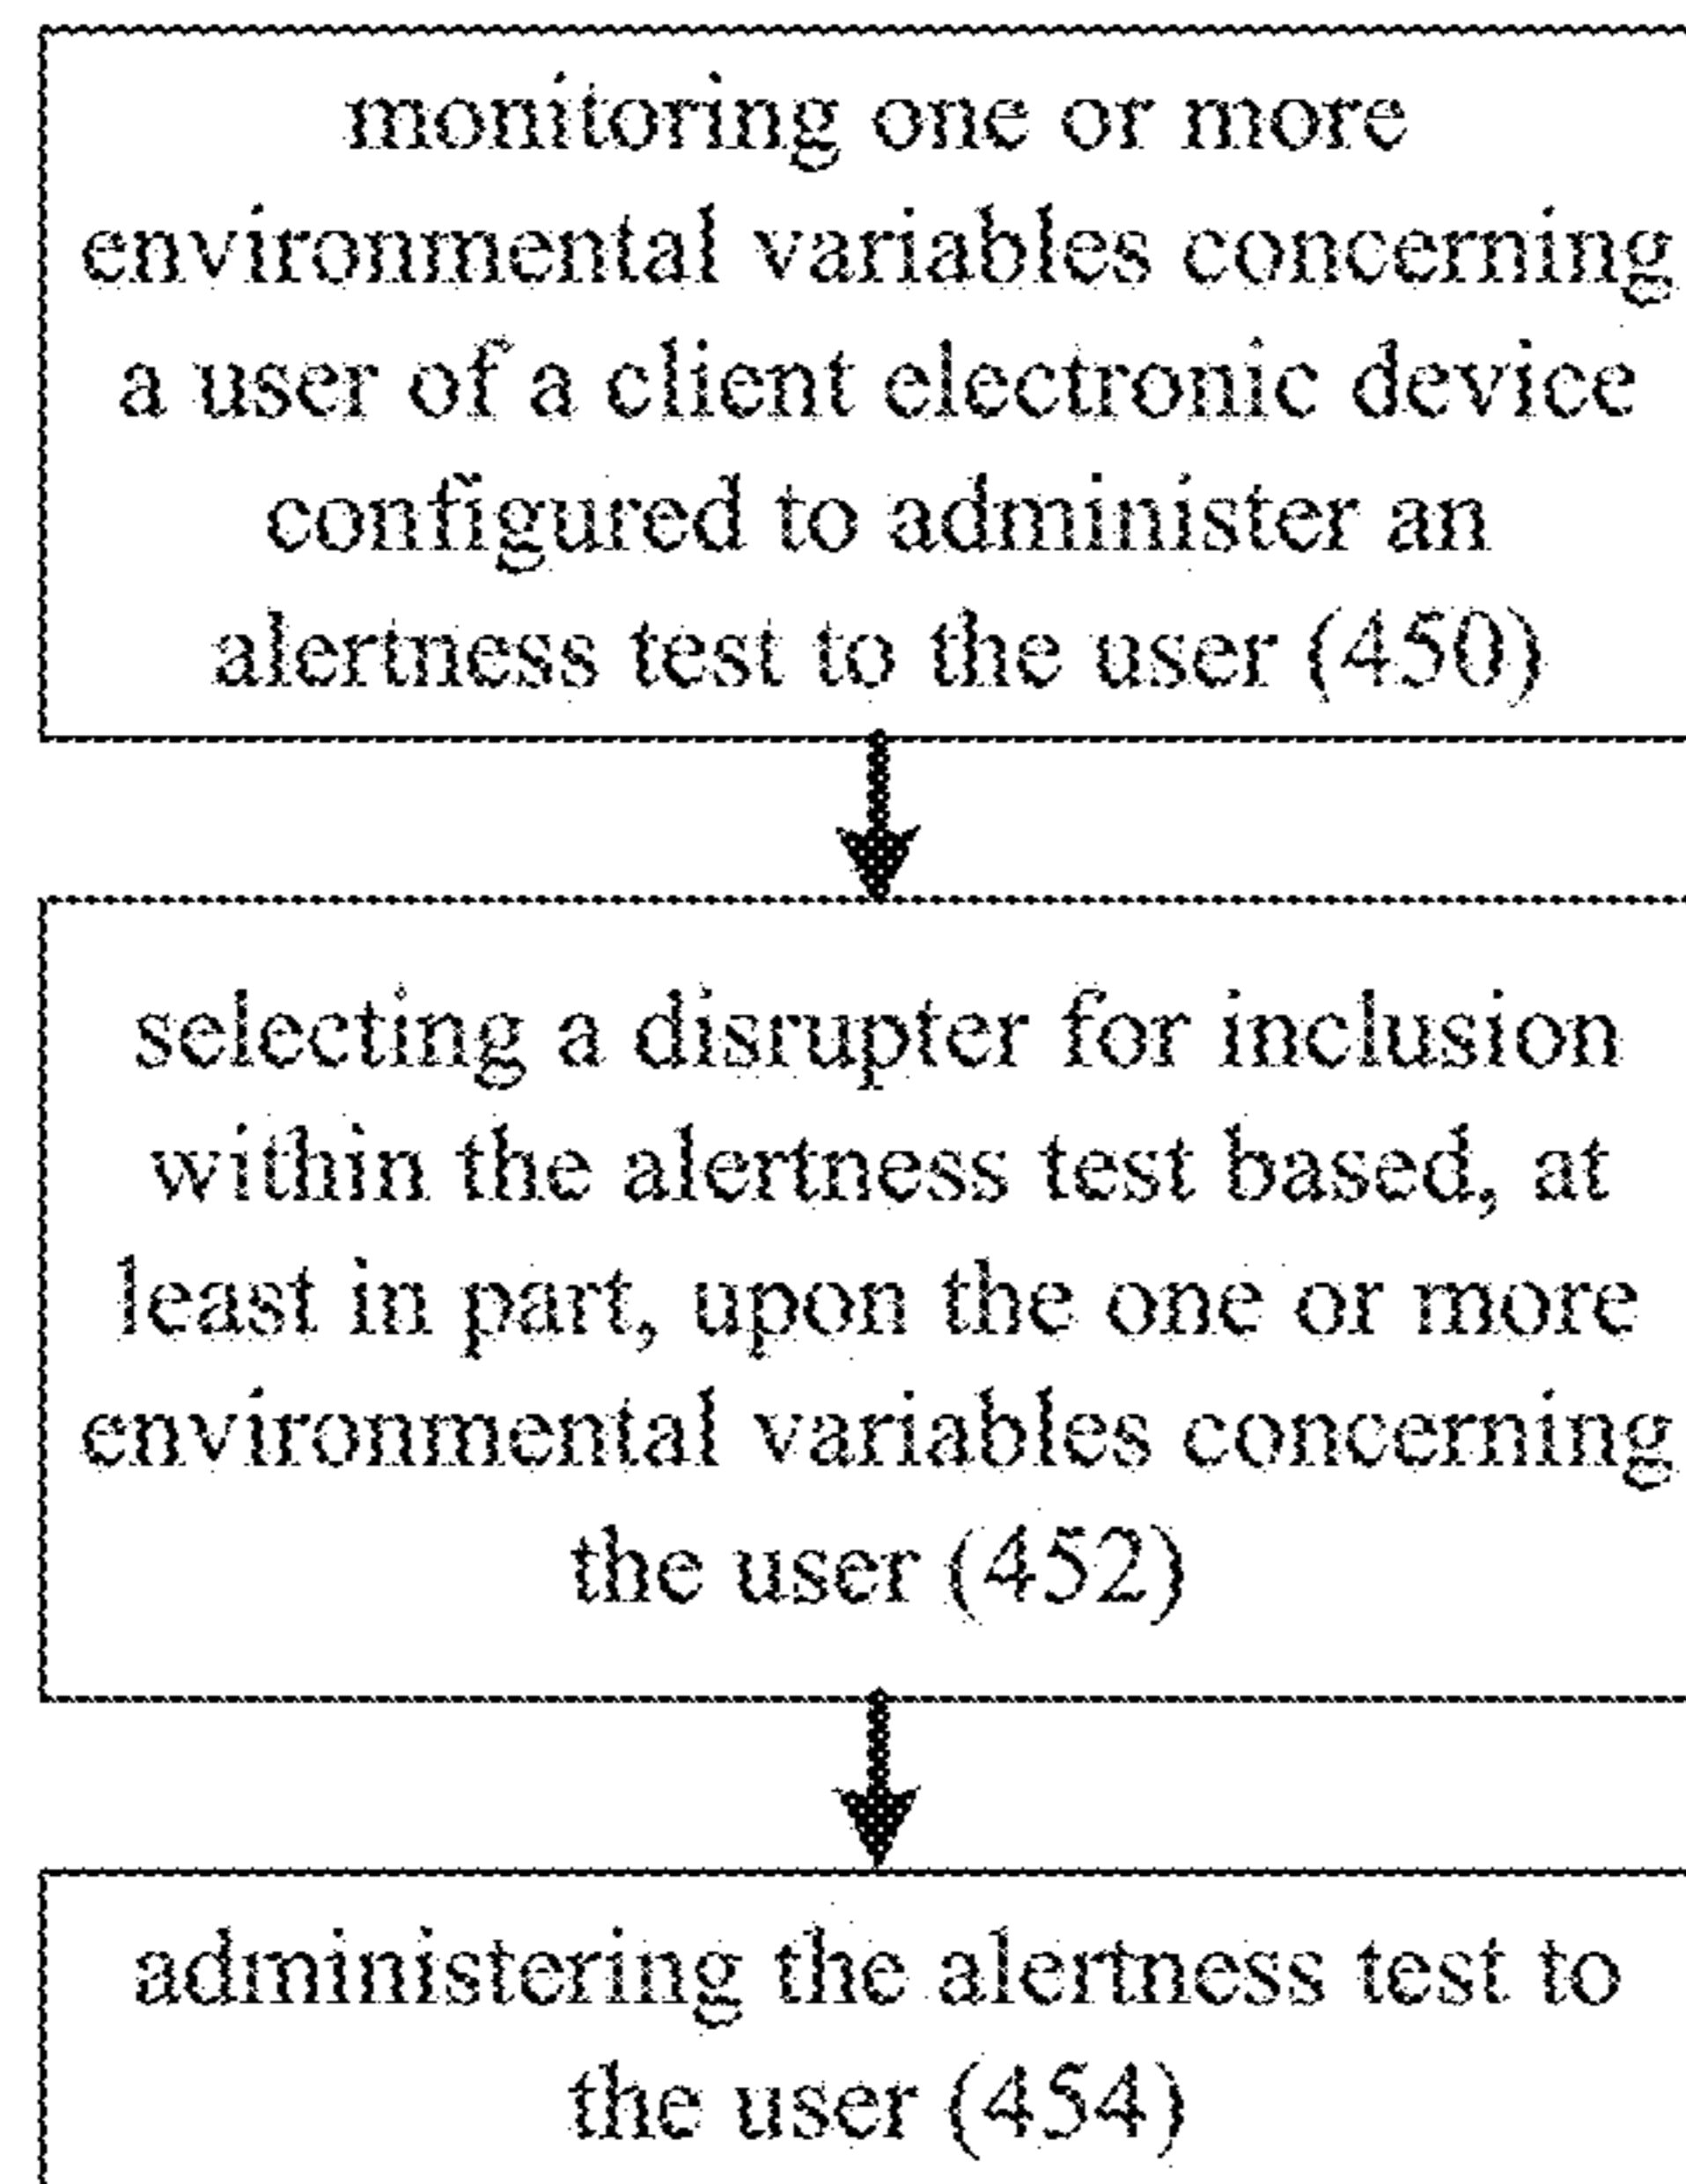 monitoring one or more
environmental variables concerning
a user of a client electronic device
configured to administer an
alertness test to the user (450)
selecting a disrupter for inclusion
within the alertness test based, at
least in part, upon the one or more
environmental variables concerning
the user (452)
administering the alertness test to
the user (454)